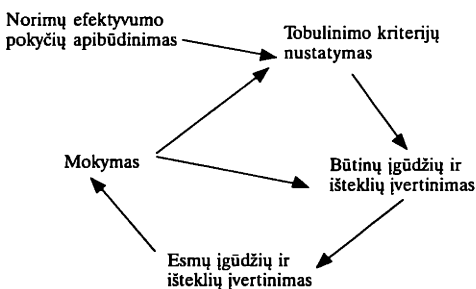 Norimų efektyvumo
pokyčių apibūdinimas
Tobulinimo kriterijų
nustatymas
Mokymas
Būtinų įgūdžių ir
išteklių įvertinimas
Esmų įgūdžių ir
išteklių įvertinimas